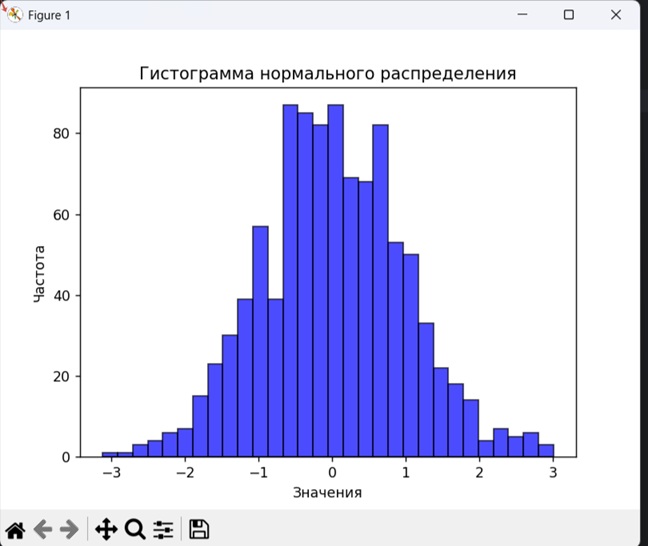 Figure 1
Гистограмма нормального распределения
80
60
40
20
0
Частота
−3 −2 −1 0 1 2 3
Значения